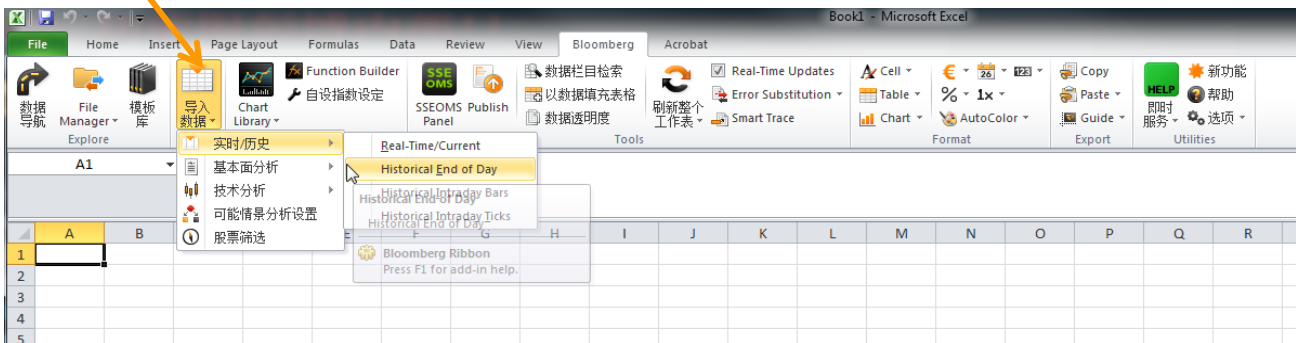 Book1 - Microsoft Excel
File Home Insert Page Layout Formulas Data Review View Bloomberg Acrobat
数据导航
File Manager
模板库
Explore
导入数据
Chart Library
Function Builder
自设指数设定
SSE OMS
SSEOMS Panel
Publish
数据栏目检索
以数据填充表格
数据透明度
刷新整个工作表
Real-Time Updates
Error Substitution
Smart Trace
Tools
Cell
Table
Chart
€ 26 123
% 1x
AutoColor
Format
Copy
Paste
Guide
Export
HELP
即时服务
新功能
帮助
选项
Utilities
A1
实时/历史
基本面分析
技术分析
可能情景分析设置
股票筛选
Real-Time/Current
Historical End of Day
Historical Intraday Bars
Historical Intraday Ticks
Historical End of Day
Historical End of Day
Bloomberg Ribbon
Press F1 for add-in help.
A B E F G H I J K L M N O P Q R
1
2
3
4
5